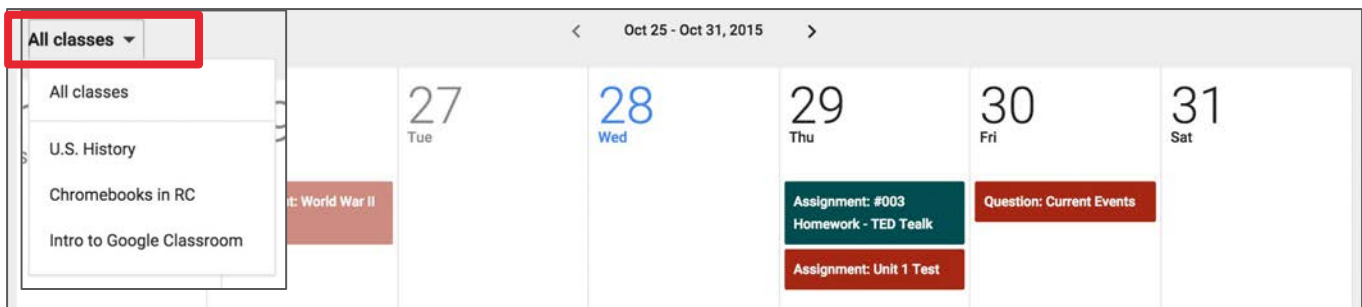 All classes
Oct 25 - Oct 31, 2015
All classes
U.S. History
Chromebooks in RC
Intro to Google Classroom
27
Tue
28
Wed
29
Thu
30
Fri
31
Sat
t: World War II
Assignment: #003
Homework - TED Tealk
Assignment: Unit 1 Test
Question: Current Events